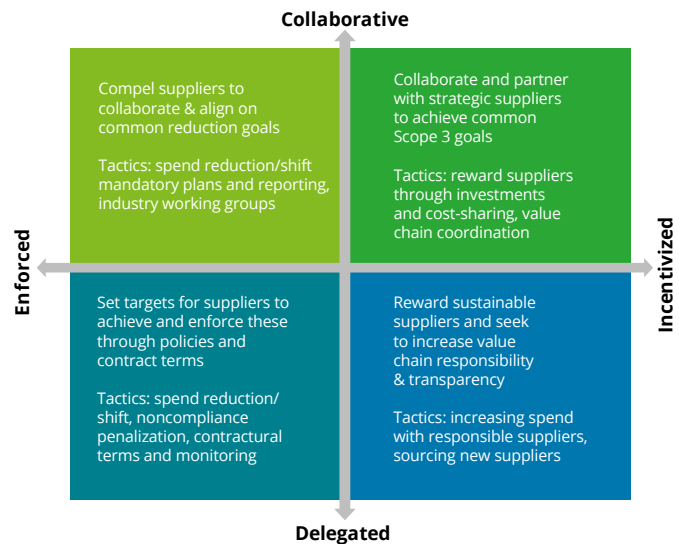 Collaborative
Compel suppliers to
collaborate & align on
common reduction goals
Tactics: spend reduction/shift
mandatory plans and reporting,
industry working groups
Collaborate and partner
with strategic suppliers
to achieve common
Scope 3 goals
Tactics: reward suppliers
through investments
and cost-sharing, value
chain coordination
Enforced
Incentivized
Set targets for suppliers to
achieve and enforce these
through policies and
contract terms
Tactics: spend reduction/
shift, noncompliance
penalization, contractural
terms and monitoring
Reward sustainable
suppliers and seek
to increase value
chain responsibility
& transparency
Tactics: increasing spend
with responsible suppliers,
sourcing new suppliers
Delegated